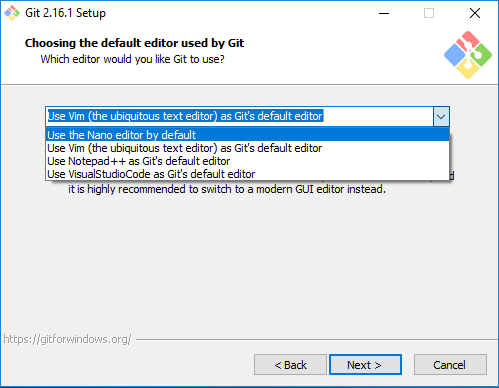 Git 2.16.1 Setup
Choosing the default editor used by Git
Which editor would you like Git to use?
Use Vim (the ubiquitous text editor) as Git's default editor
Use the Nano editor by default
Use Vim (the ubiquitous text editor) as Git's default editor
Use Notepad++ as Git's default editor
Use VisualStudioCode as Git's default editor
it is highly recommended to switch to a modern GUI editor instead.
https://gitforwindows.org/
< Back
Next >
Cancel